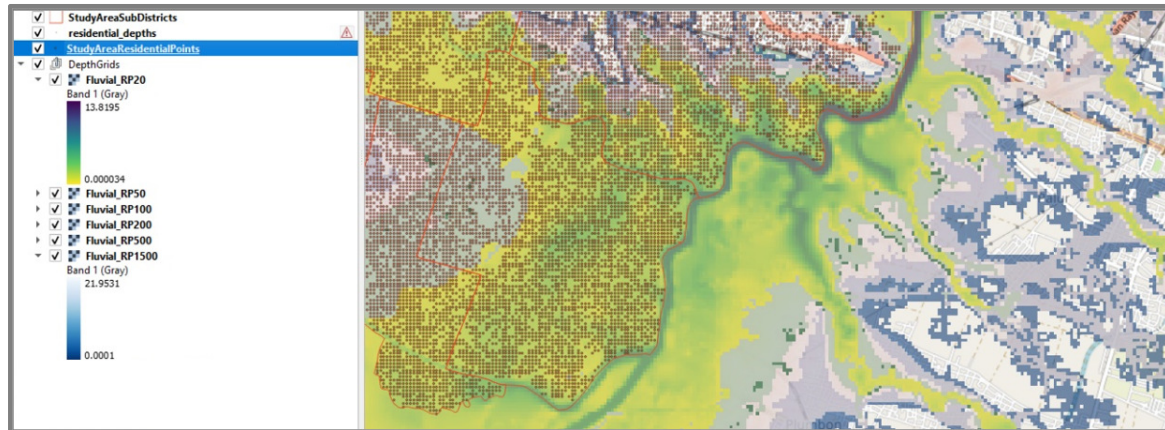 StudyAreaSubDistricts
residential_depths
StudyAreaResidentialPoints
DepthGrids
Fluvial_RP20
Band 1 (Gray)
13.8195
0.000034
Fluvial_RP50
Fluvial_RP100
Fluvial_RP200
Fluvial_RP500
Fluvial_RP1500
Band 1 (Gray)
21.9531
0.0001